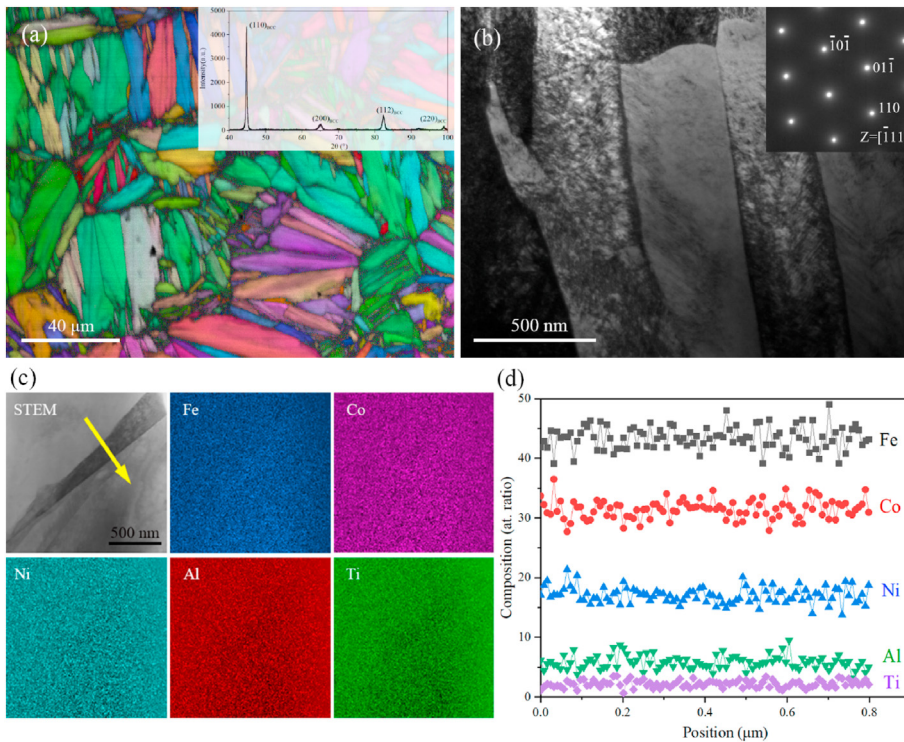 (a)
5000
4000
3000
2000
1000
0
Intensity(a.u.)
(110)BCC
(200)BCC
(112)BCC
(220)BCC
40 50 60 70 80 90 100
2θ (°)
40 μm
(b)
1̅01̅
011̅
110
Z=[1̅11
500 nm
(c)
STEM
500 nm
Fe
Co
Ni
Al
Ti
(d)
50
40
30
20
10
0
Composition (at. ratio)
Fe
Co
Ni
Al
Ti
0.0 0.2 0.4 0.6 0.8
Position (μm)